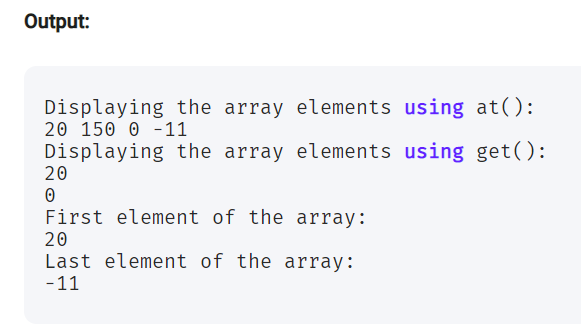 Output:
Displaying the array elements using at():
20 150 0 -11
Displaying the array elements using get():
20
0
First element of the array:
20
Last element of the array:
-11